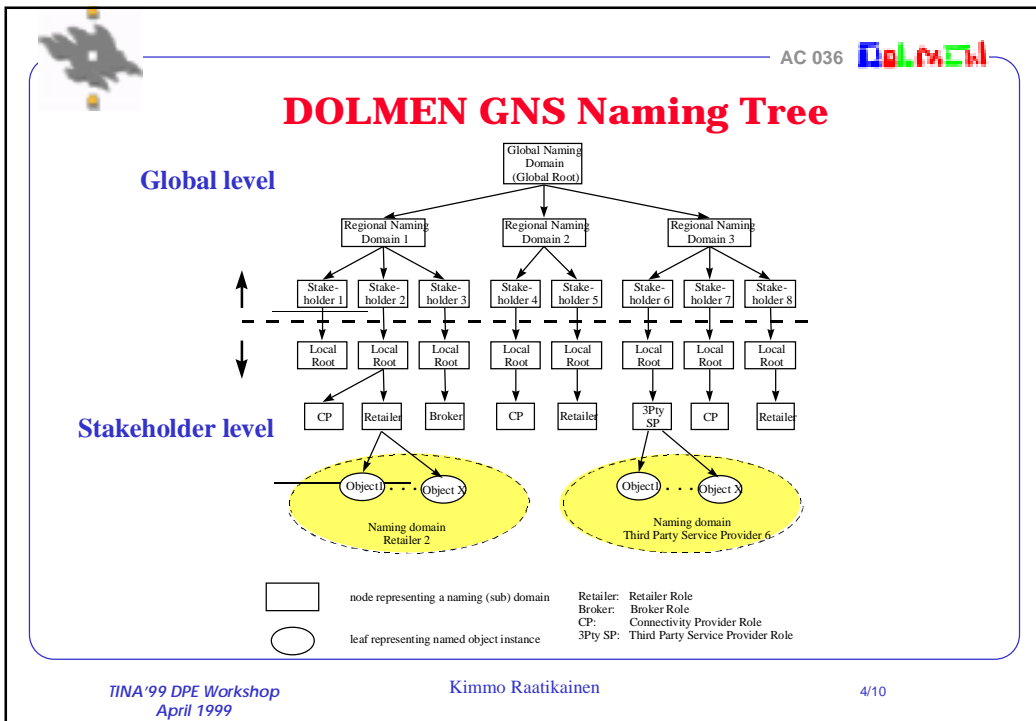 AC 036 DOLMEN
DOLMEN GNS Naming Tree
Global Naming
Domain
(Global Root)
Global level
Regional Naming
Domain 1
Regional Naming
Domain 2
Regional Naming
Domain 3
Stake-
holder 1
Stake-
holder 2
Stake-
holder 3
Stake-
holder 4
Stake-
holder 5
Stake-
holder 6
Stake-
holder 7
Stake-
holder 8
Local
Root
Local
Root
Local
Root
Local
Root
Local
Root
Local
Root
Local
Root
Local
Root
CP
Retailer
Broker
CP
Retailer
3Pty
SP
CP
Retailer
Stakeholder level
Object1 . . . Object X
Naming domain
Retailer 2
Object1 . . . Object X
Naming domain
Third Party Service Provider 6
node representing a naming (sub) domain
leaf representing named object instance
Retailer: Retailer Role
Broker: Broker Role
CP: Connectivity Provider Role
3Pty SP: Third Party Service Provider Role
TINA'99 DPE Workshop
April 1999
Kimmo Raatikainen
4/10